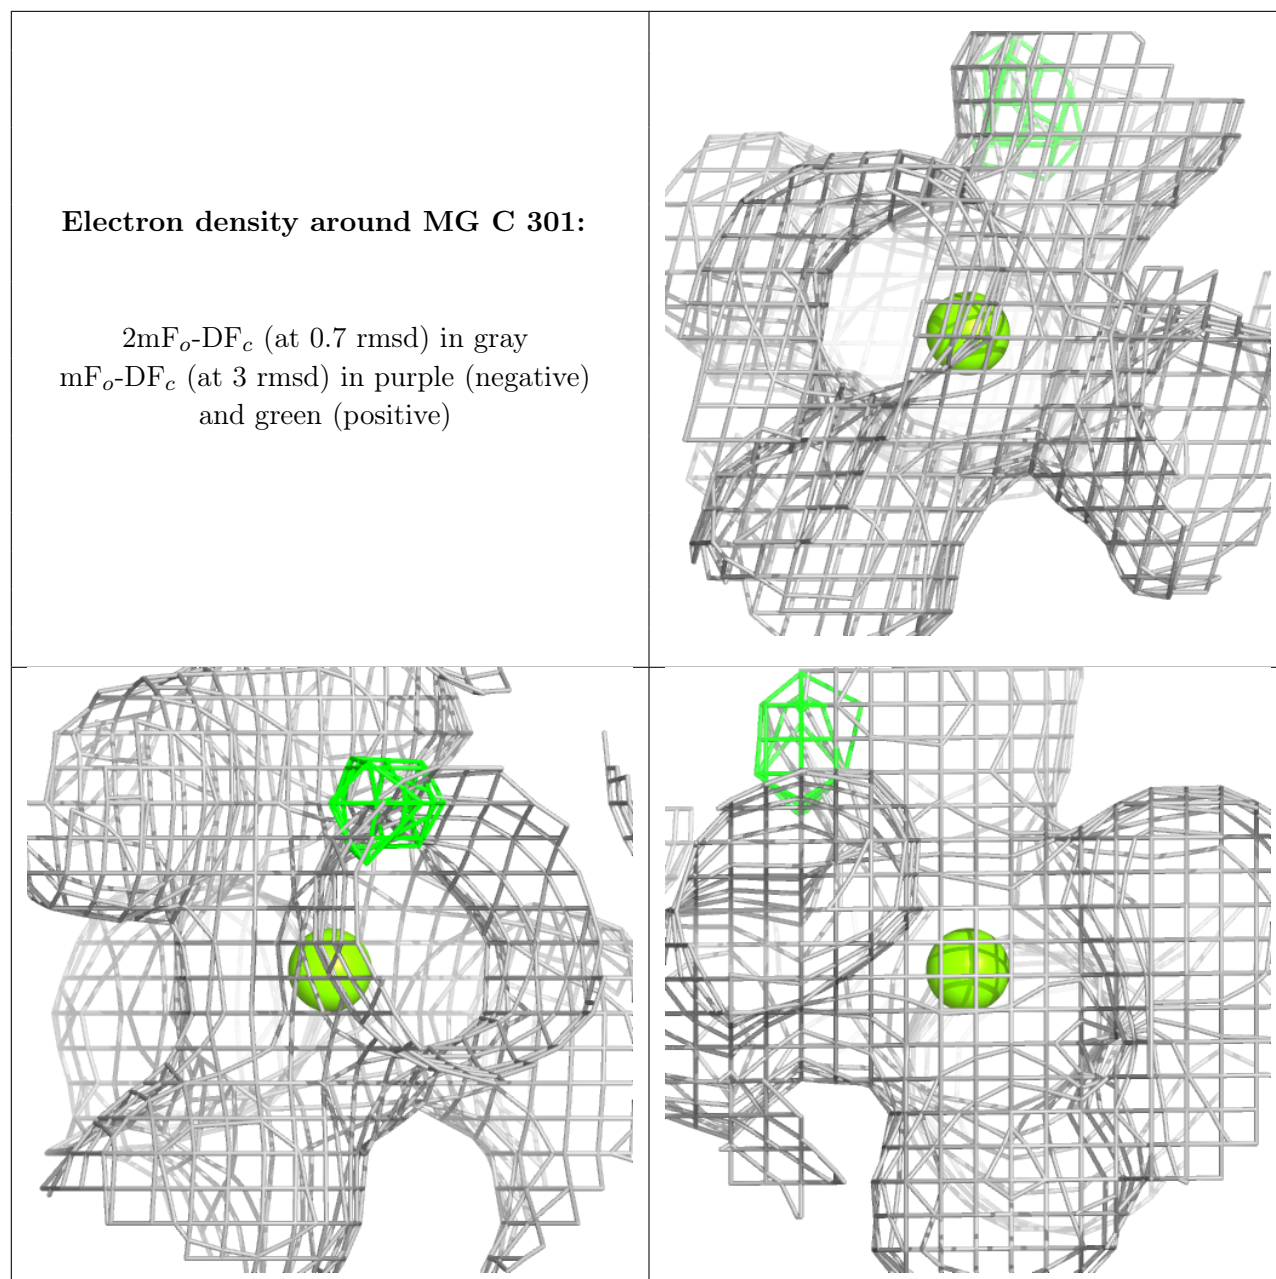 Electron density around MG C 301:
2mFo-DFc (at 0.7 rmsd) in gray
mFo-DFc (at 3 rmsd) in purple (negative)
and green (positive)